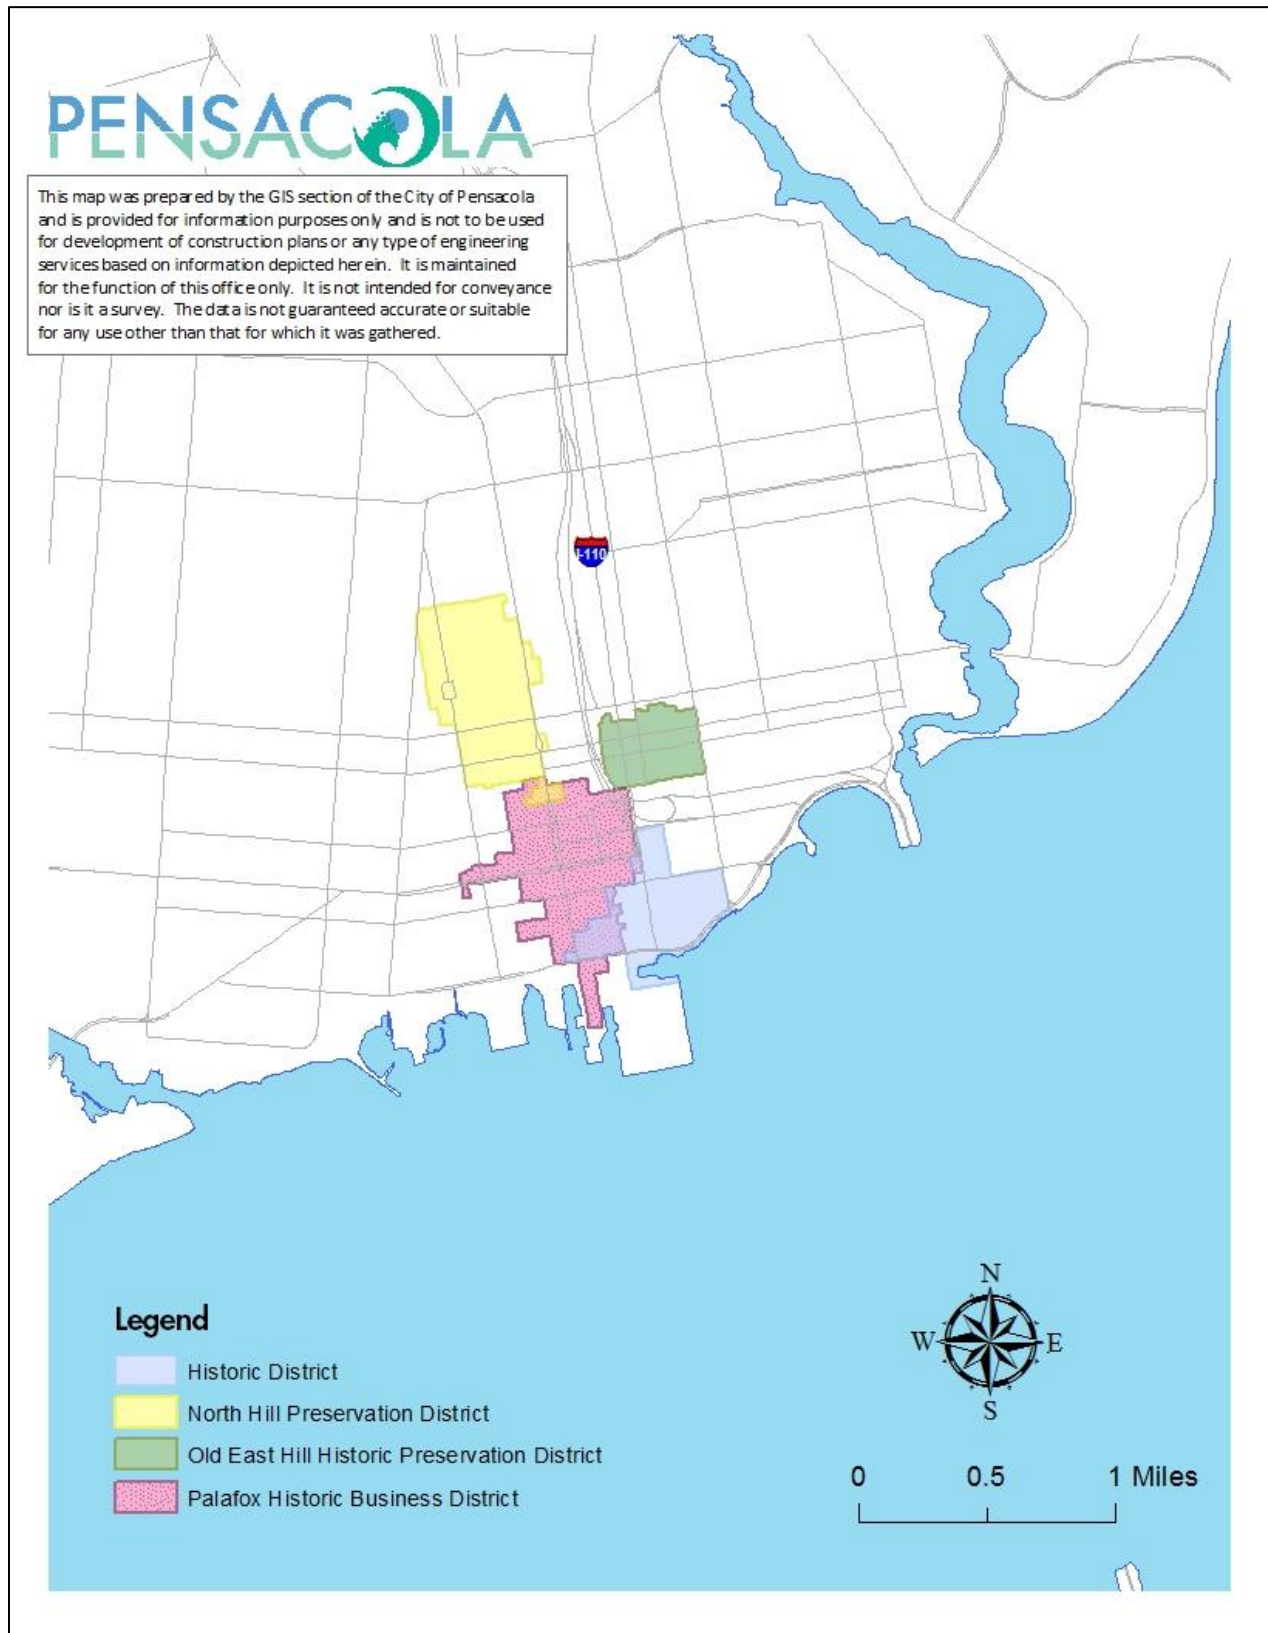 PENSACOLA
This map was prepared by the GIS section of the City of Pensacola
and is provided for information purposes only and is not to be used
for development of construction plans or any type of engineering
services based on information depicted herein. It is maintained
for the function of this office only. It is not intended for conveyance
nor is it a survey. The data is not guaranteed accurate or suitable
for any use other than that for which it was gathered.
I-110
Legend
Historic District
North Hill Preservation District
Old East Hill Historic Preservation District
Palafox Historic Business District
N
W E
S
0 0.5 1 Miles